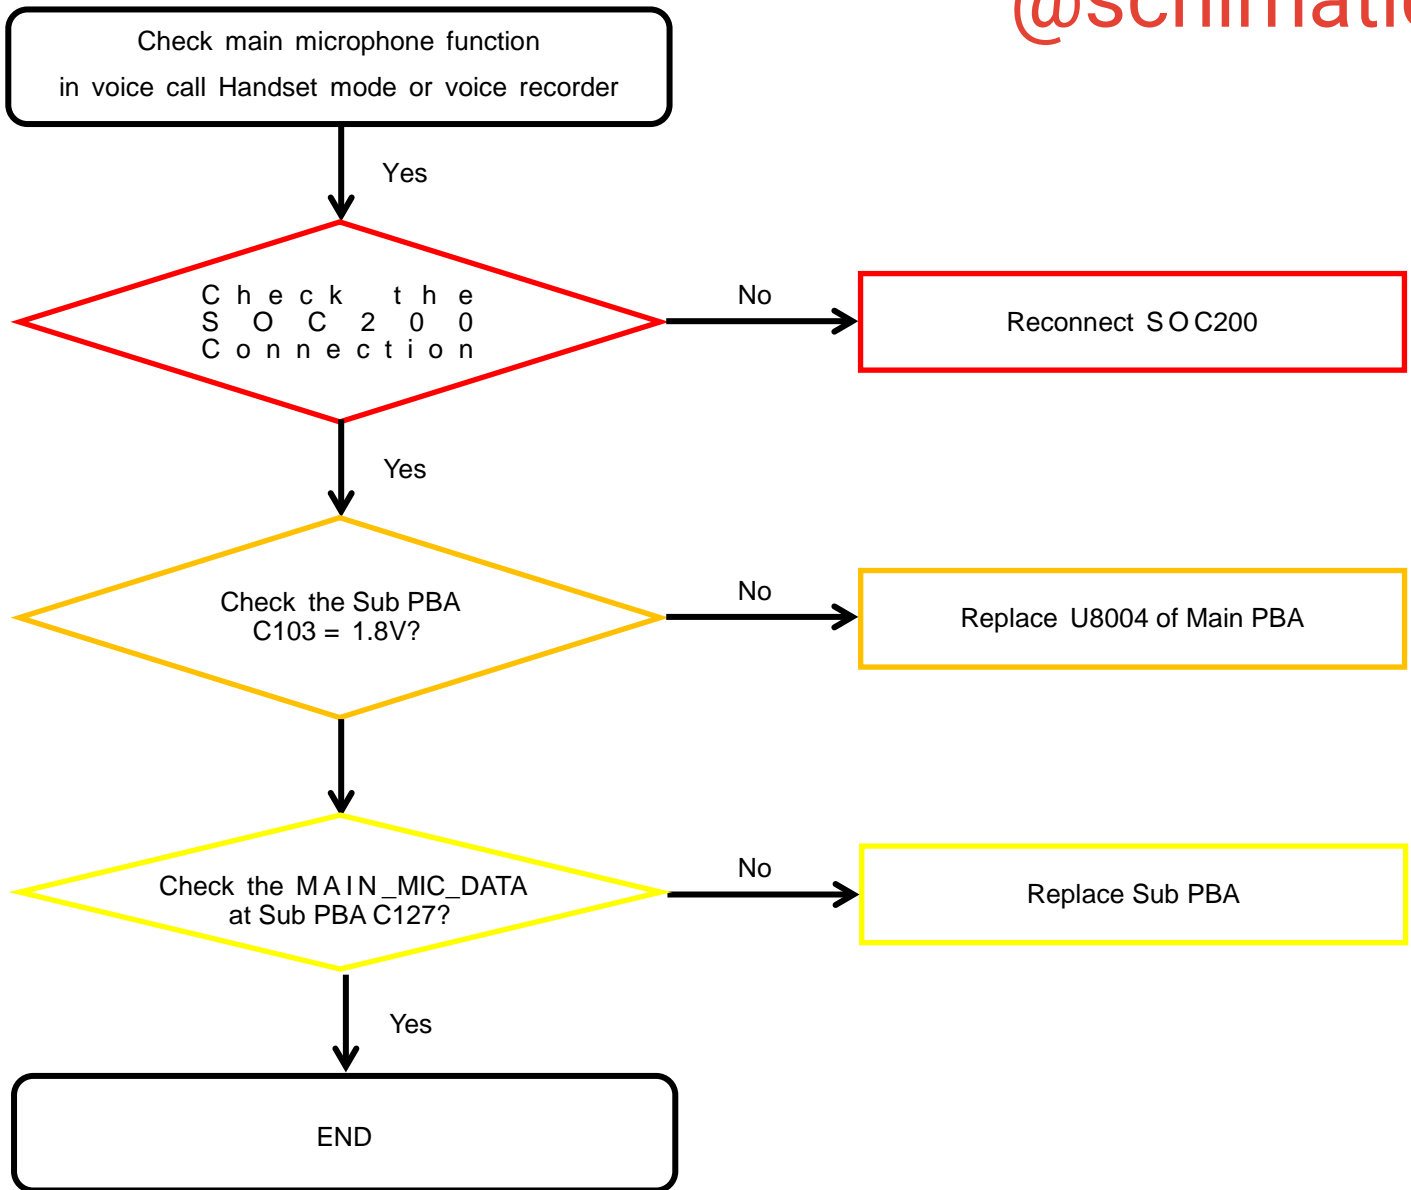 @schimatic
Check main microphone function
in voice call Handset mode or voice recorder
Yes
Check the
SOC200
Connection
No
Reconnect SOC200
Yes
Check the Sub PBA
C103 = 1.8V?
No
Replace U8004 of Main PBA
Check the MAIN_MIC_DATA
at Sub PBA C127?
No
Replace Sub PBA
Yes
END